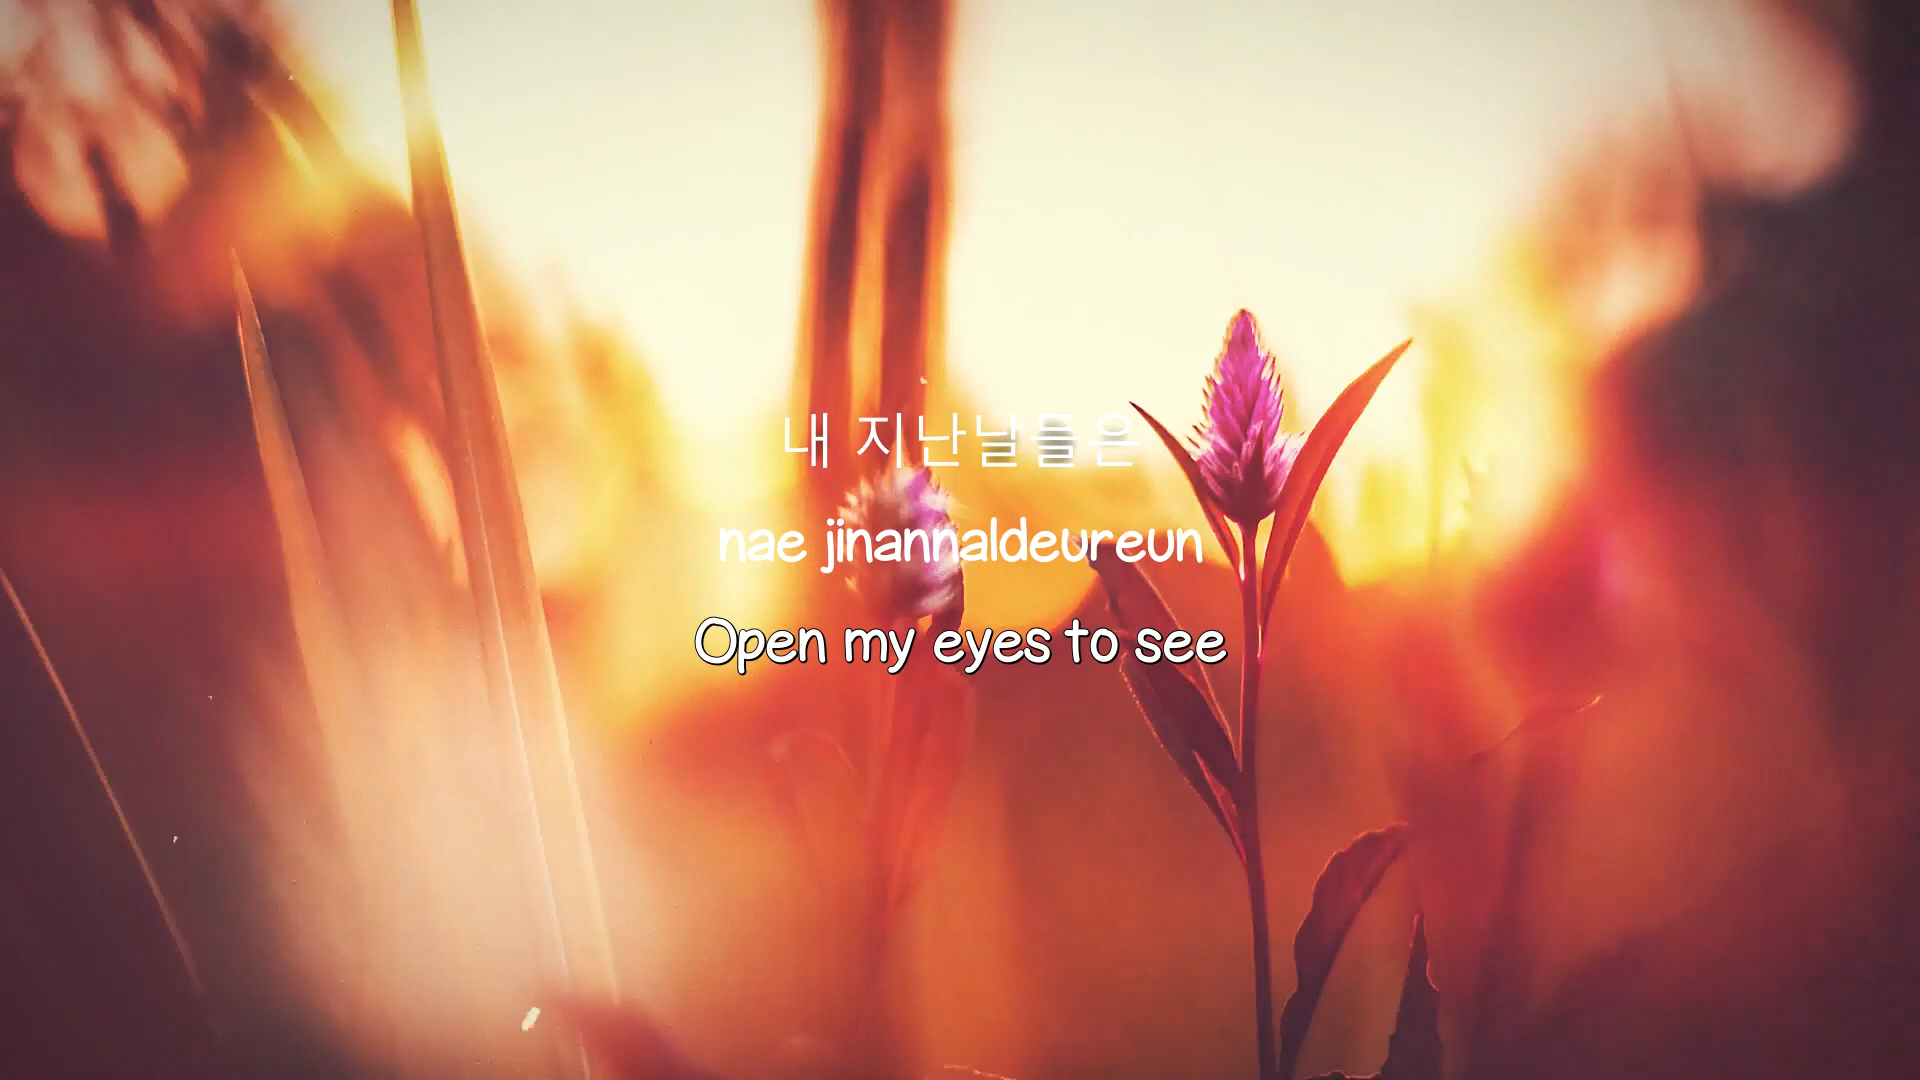 내 지난날들은
nae jinannaldeureun
Open my eyes to see